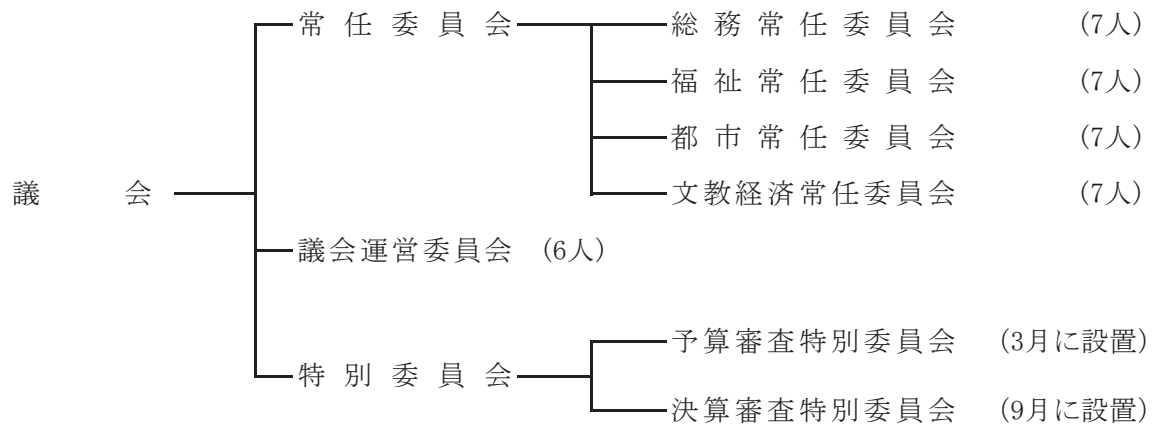 常任委員会 総務常任委員会 (7人)
福祉常任委員会 (7人)
都市常任委員会 (7人)
議会 文教経済常任委員会 (7人)
議会運営委員会 (6人)
予算審査特別委員会 (3月に設置)
特別委員会
決算審査特別委員会 (9月に設置)